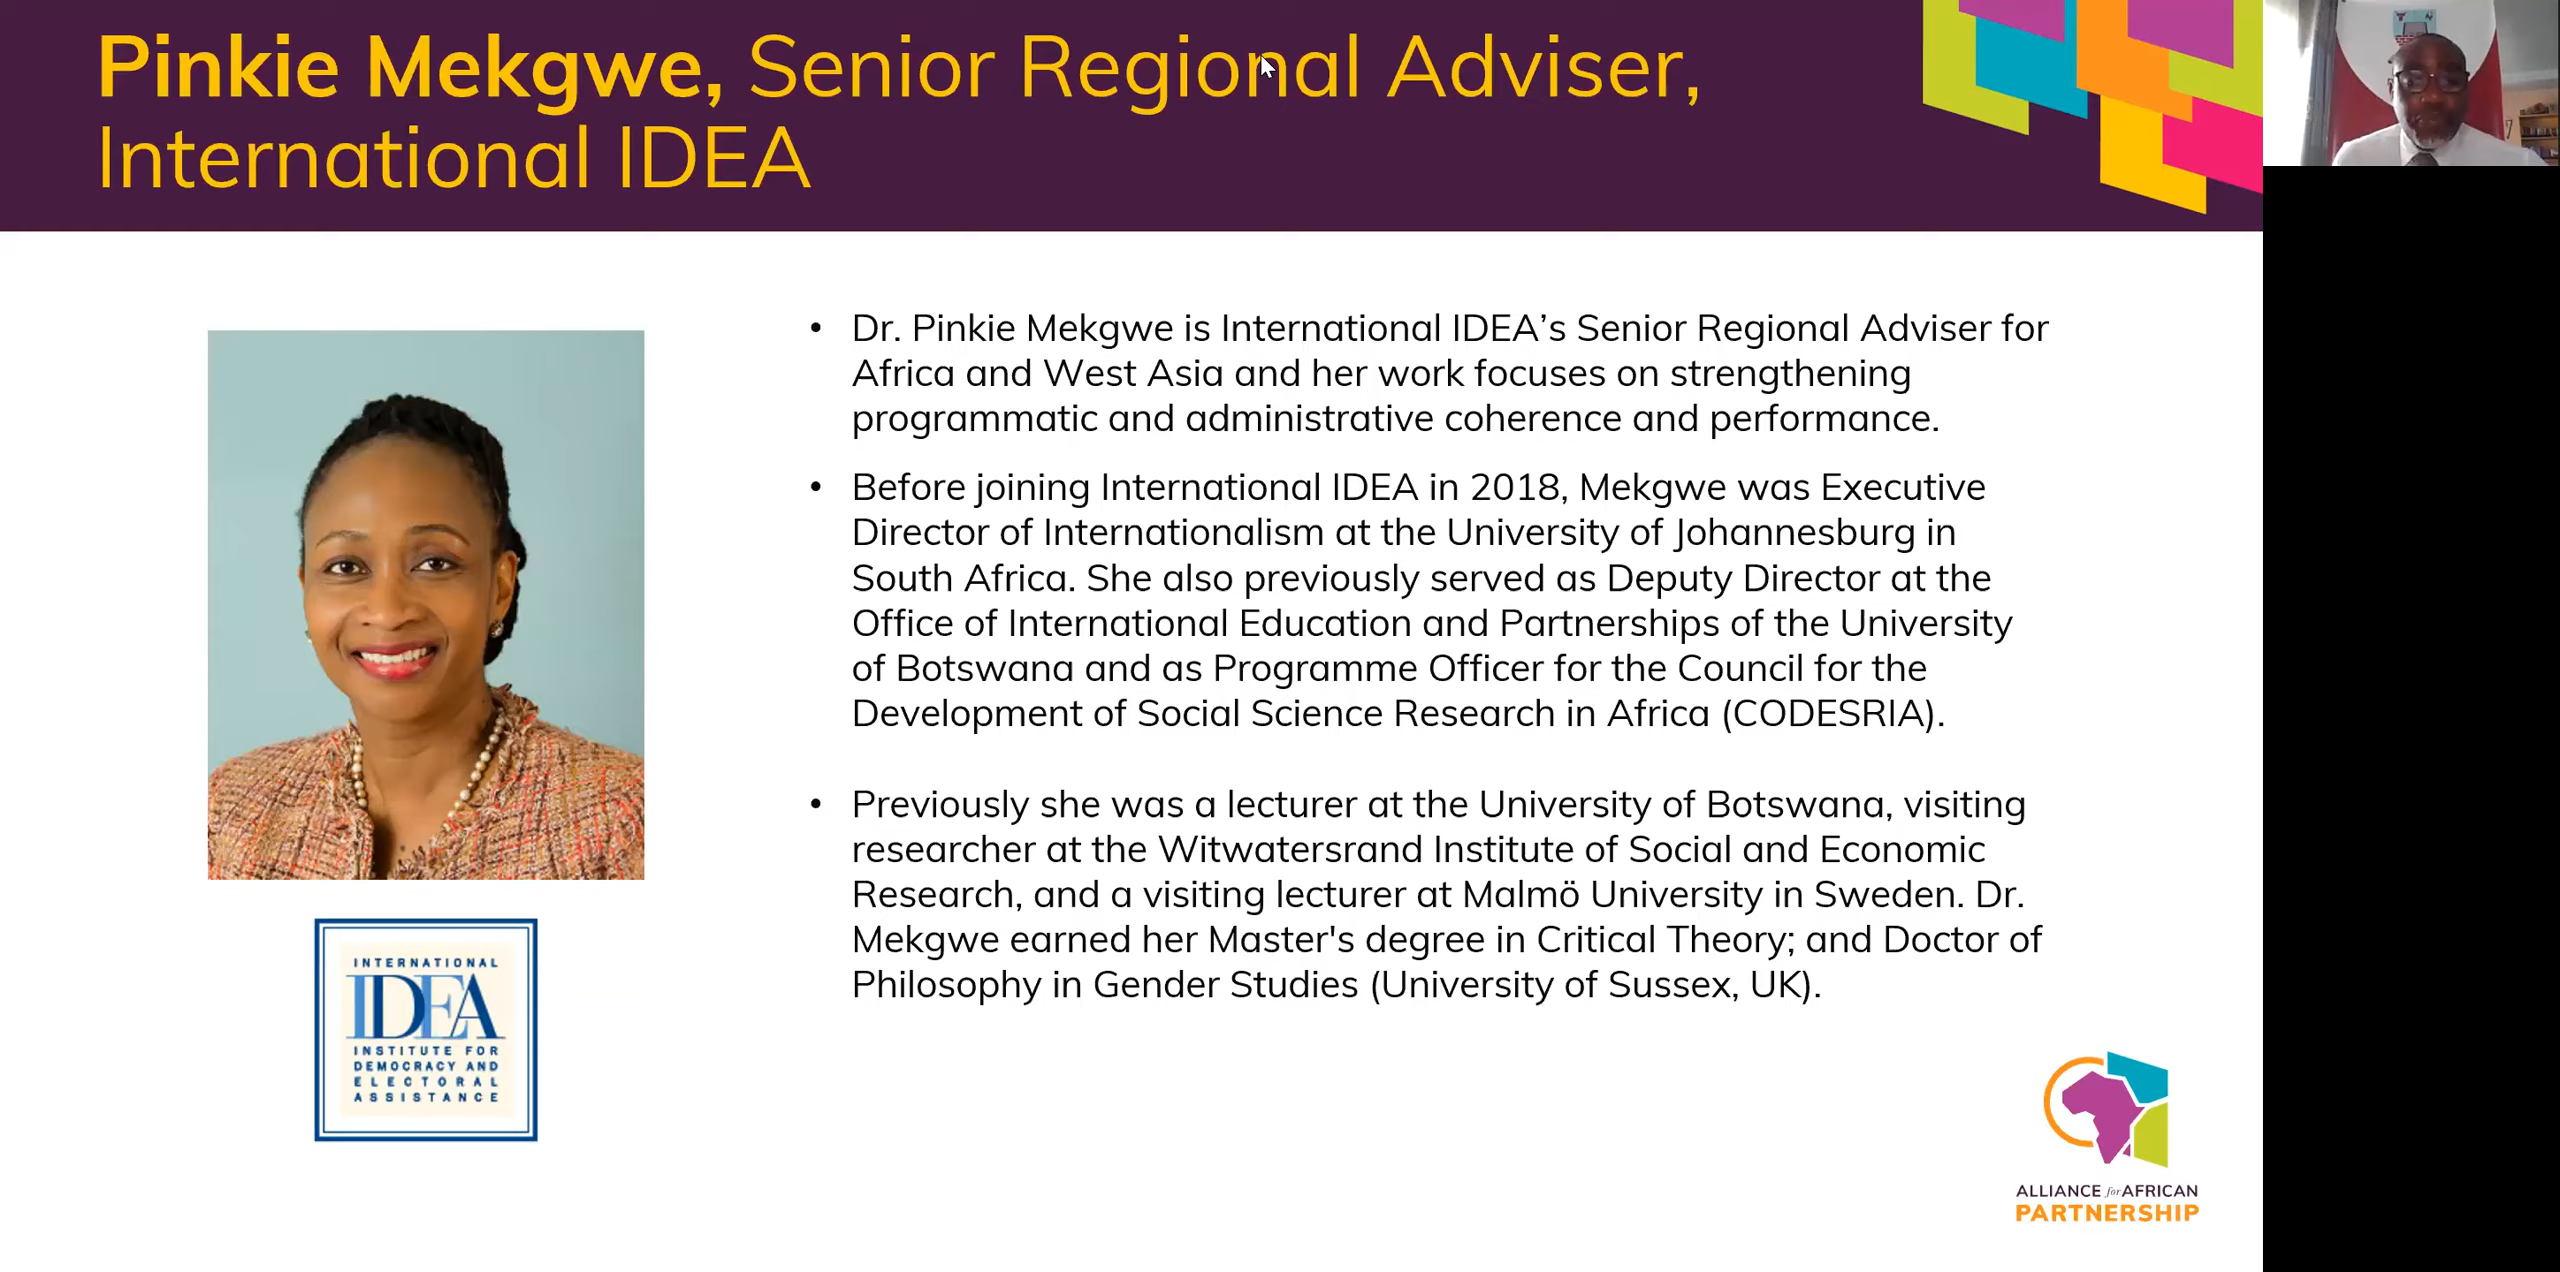 Pinkie Mekgwe, Senior Regional Adviser,
International IDEA
• Dr. Pinkie Mekgwe is International IDEA’s Senior Regional Adviser for
Africa and West Asia and her work focuses on strengthening
programmatic and administrative coherence and performance.
• Before joining International IDEA in 2018, Mekgwe was Executive
Director of Internationalism at the University of Johannesburg in
South Africa. She also previously served as Deputy Director at the
Office of International Education and Partnerships of the University
of Botswana and as Programme Officer for the Council for the
Development of Social Science Research in Africa (CODESRIA).
• Previously she was a lecturer at the University of Botswana, visiting
researcher at the Witwatersrand Institute of Social and Economic
Research, and a visiting lecturer at Malmö University in Sweden. Dr.
Mekgwe earned her Master's degree in Critical Theory; and Doctor of
Philosophy in Gender Studies (University of Sussex, UK).
INTERNATIONAL
IDEA
INSTITUTE FOR
DEMOCRACY AND
ELECTORAL
ASSISTANCE
ALLIANCE for AFRICAN
PARTNERSHIP